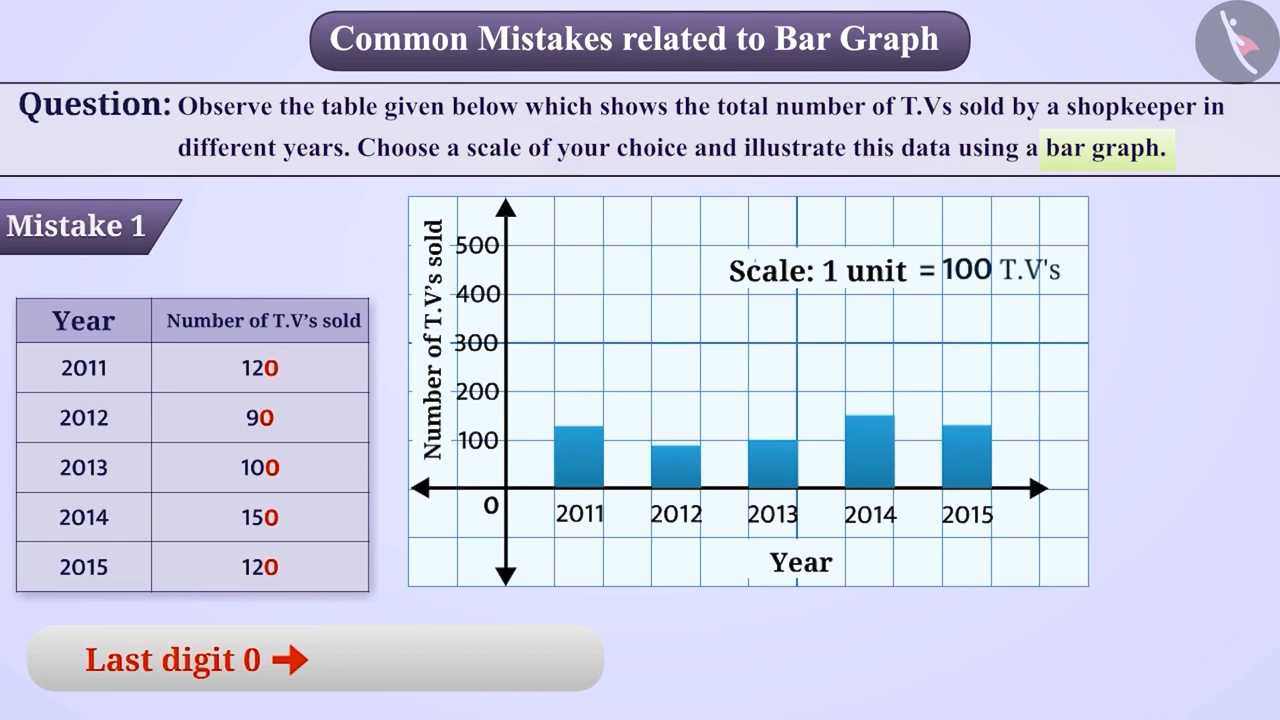 Common Mistakes related to Bar Graph
Question: Observe the table given below which shows the total number of T.Vs sold by a shopkeeper in
different years. Choose a scale of your choice and illustrate this data using a bar graph.
Mistake 1
Year Number of T.V's sold
2011 120
2012 90
2013 100
2014 150
2015 120
Number of T.V's sold
500
400
300
200
100
0
Scale: 1 unit = 100 T.V's
2011 2012 2013 2014 2015
Year
Last digit 0